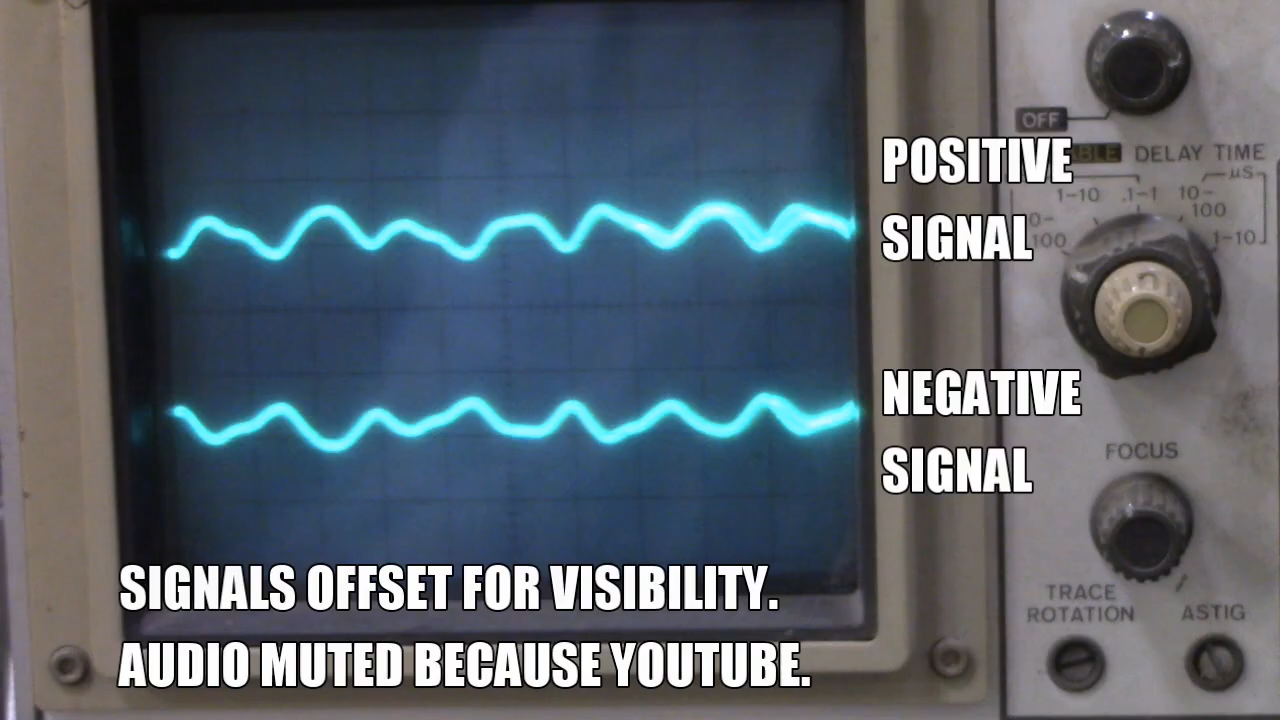 OFF
POSITIVE
DELAY TIME
µS
1-10 .1-1 10-
100
SIGNAL
1-10
NEGATIVE
FOCUS
SIGNAL
SIGNALS OFFSET FOR VISIBILITY.
TRACE
ROTATION
ASTIG
AUDIO MUTED BECAUSE YOUTUBE.